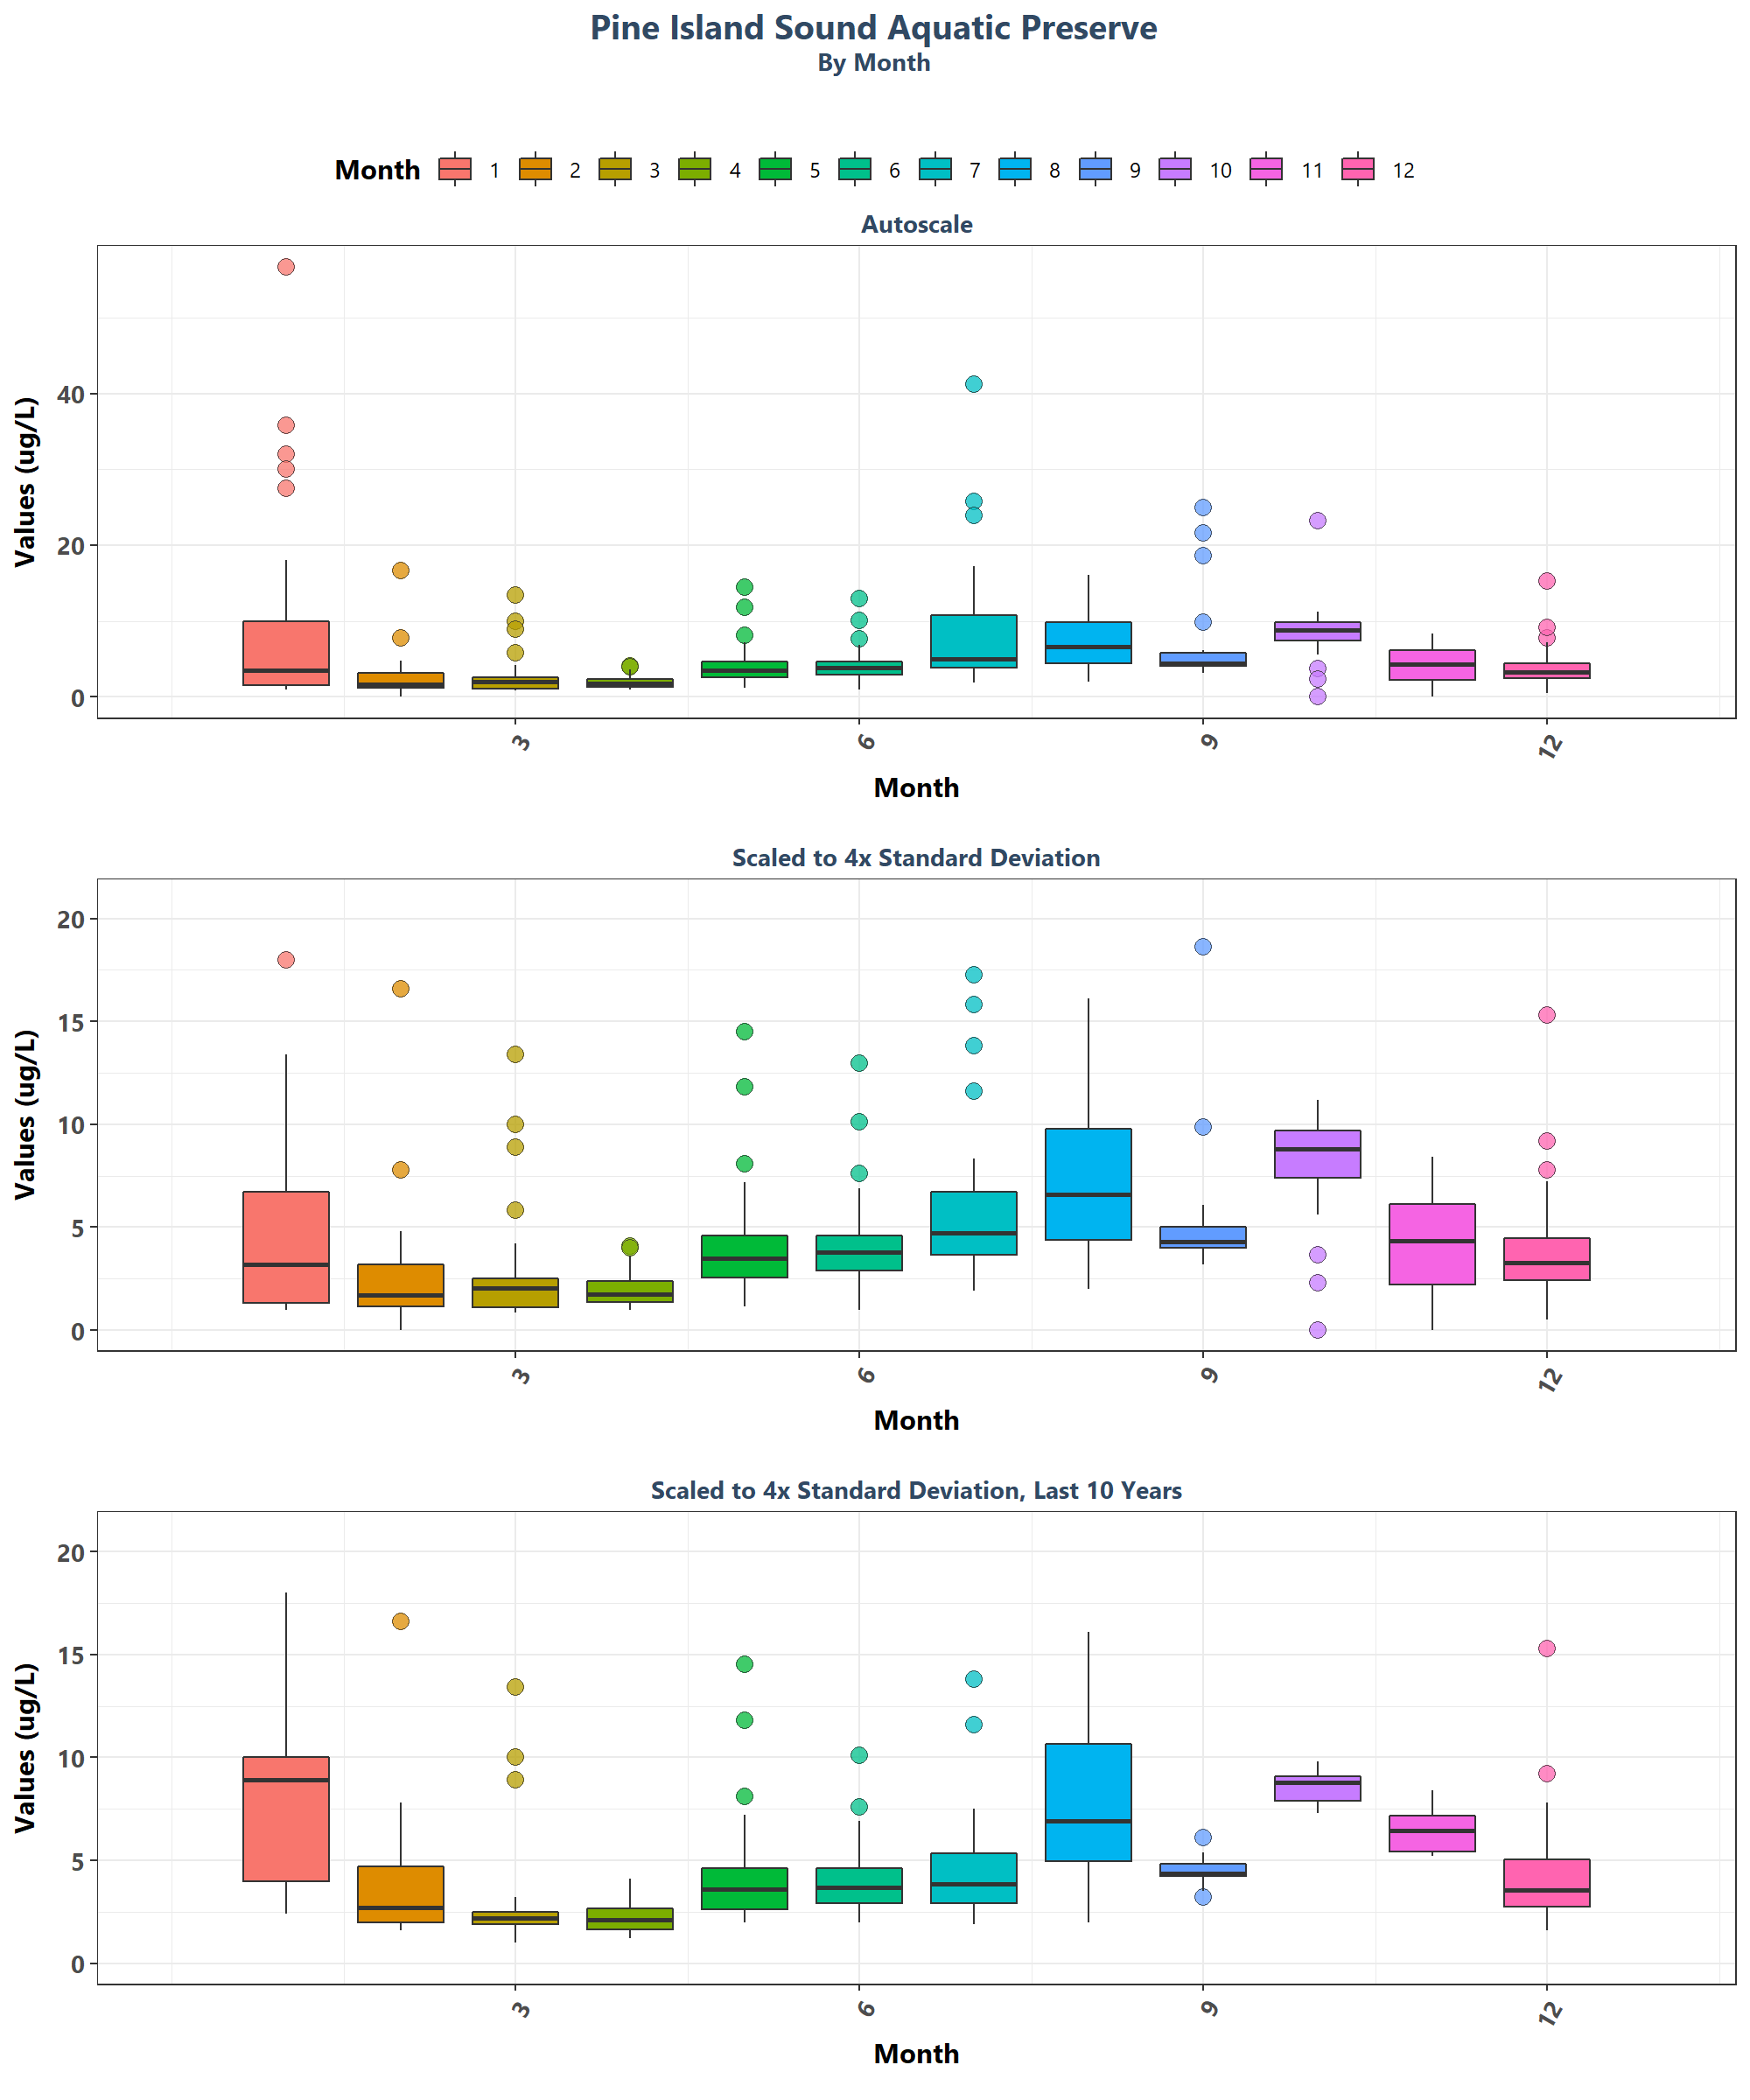 Pine Island Sound Aquatic Preserve
By Month
Month 1 2 3 4 5 6 7 8 9 10 11 12
Autoscale
Values (ug/L)
40
20
0
3 6 9 12
Month
Scaled to 4x Standard Deviation
Values (ug/L)
20
15
10
5
0
3 6 9 12
Month
Scaled to 4x Standard Deviation, Last 10 Years
Values (ug/L)
20
15
10
5
0
3 6 9 12
Month